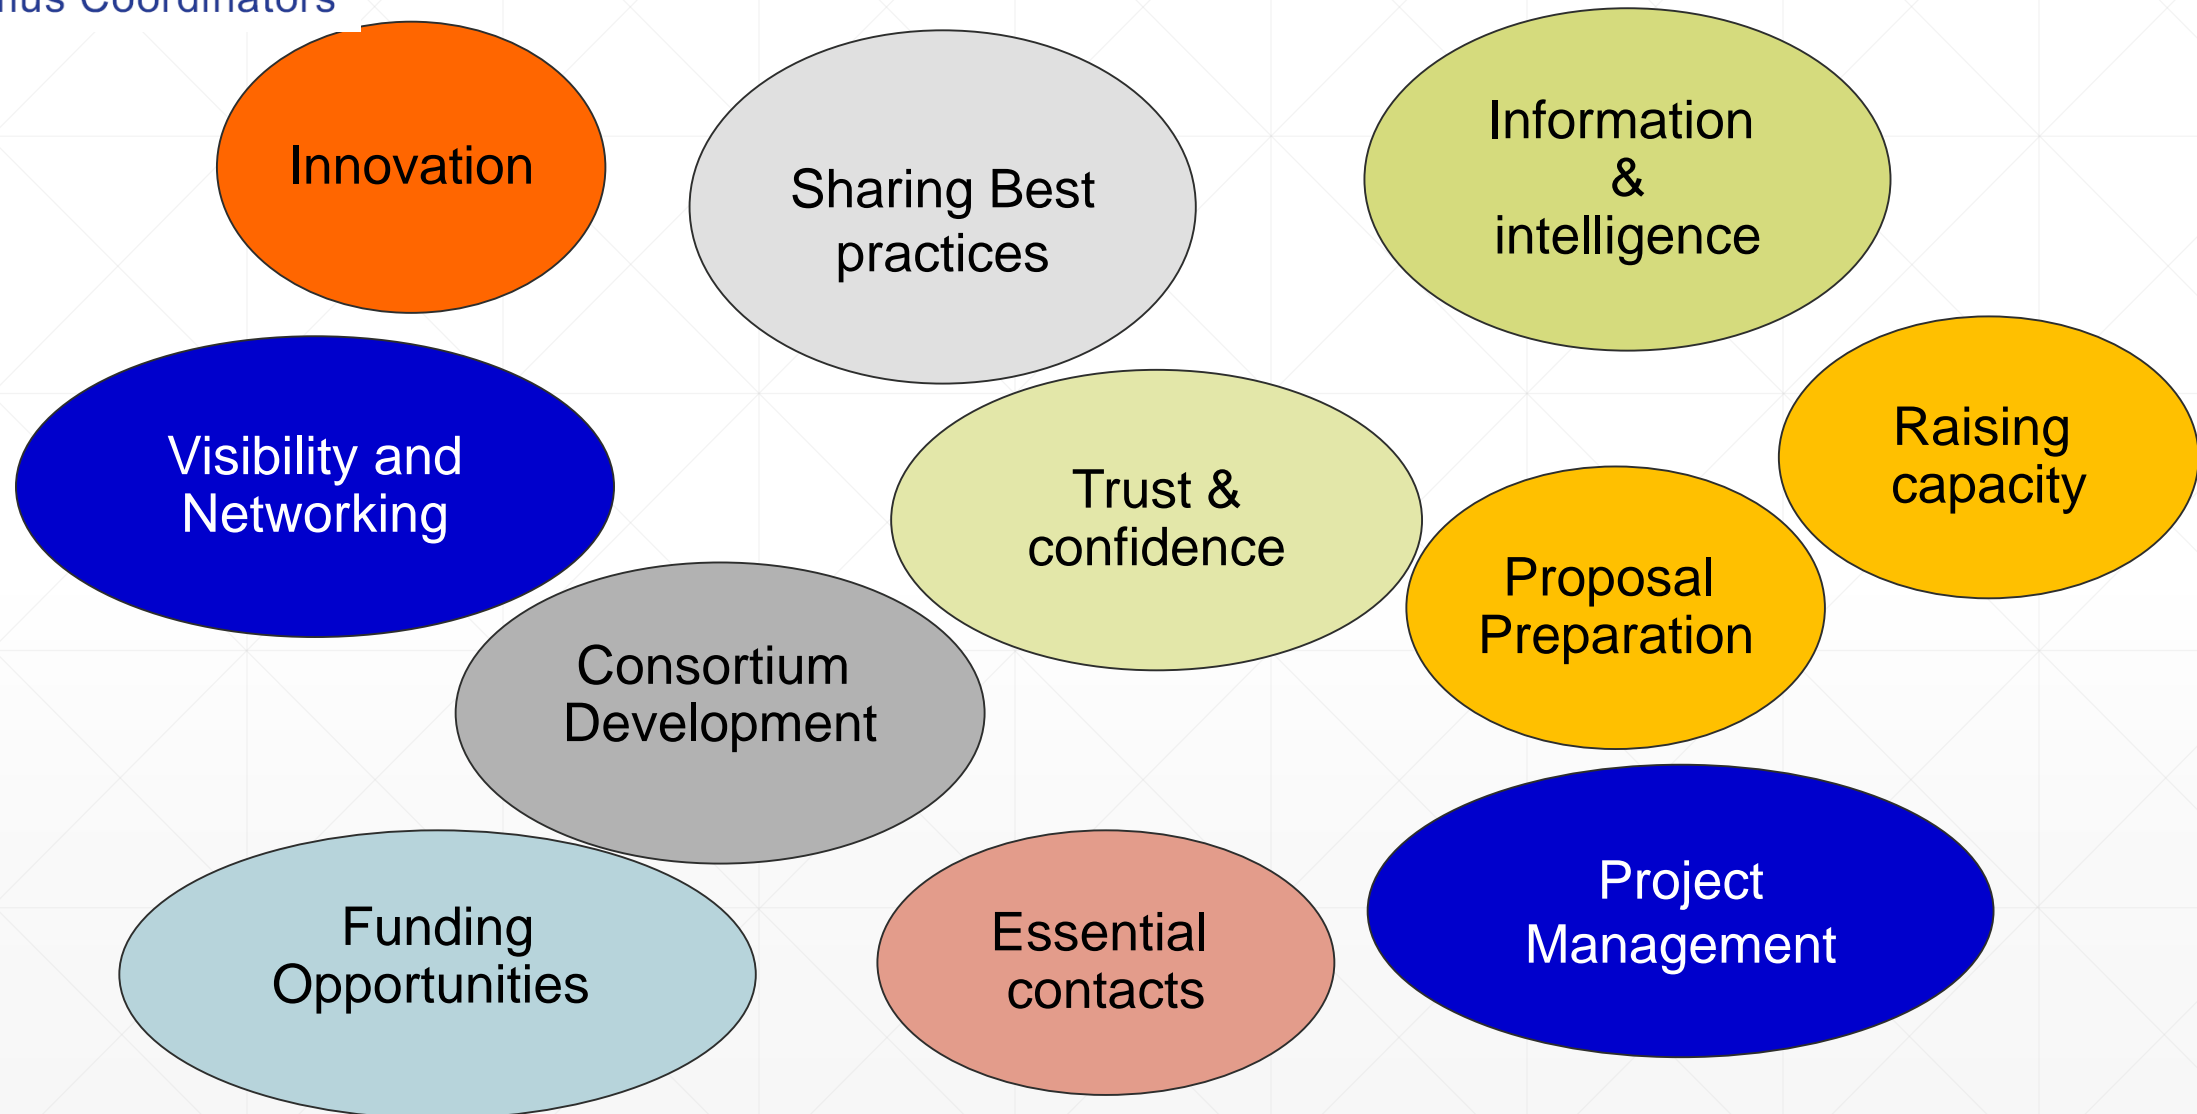 Coordinators
Innovation
Sharing Best
practices
Information
&
intelligence
Visibility and
Networking
Trust &
confidence
Raising
capacity
Proposal
Preparation
Consortium
Development
Funding
Opportunities
Essential
contacts
Project
Management